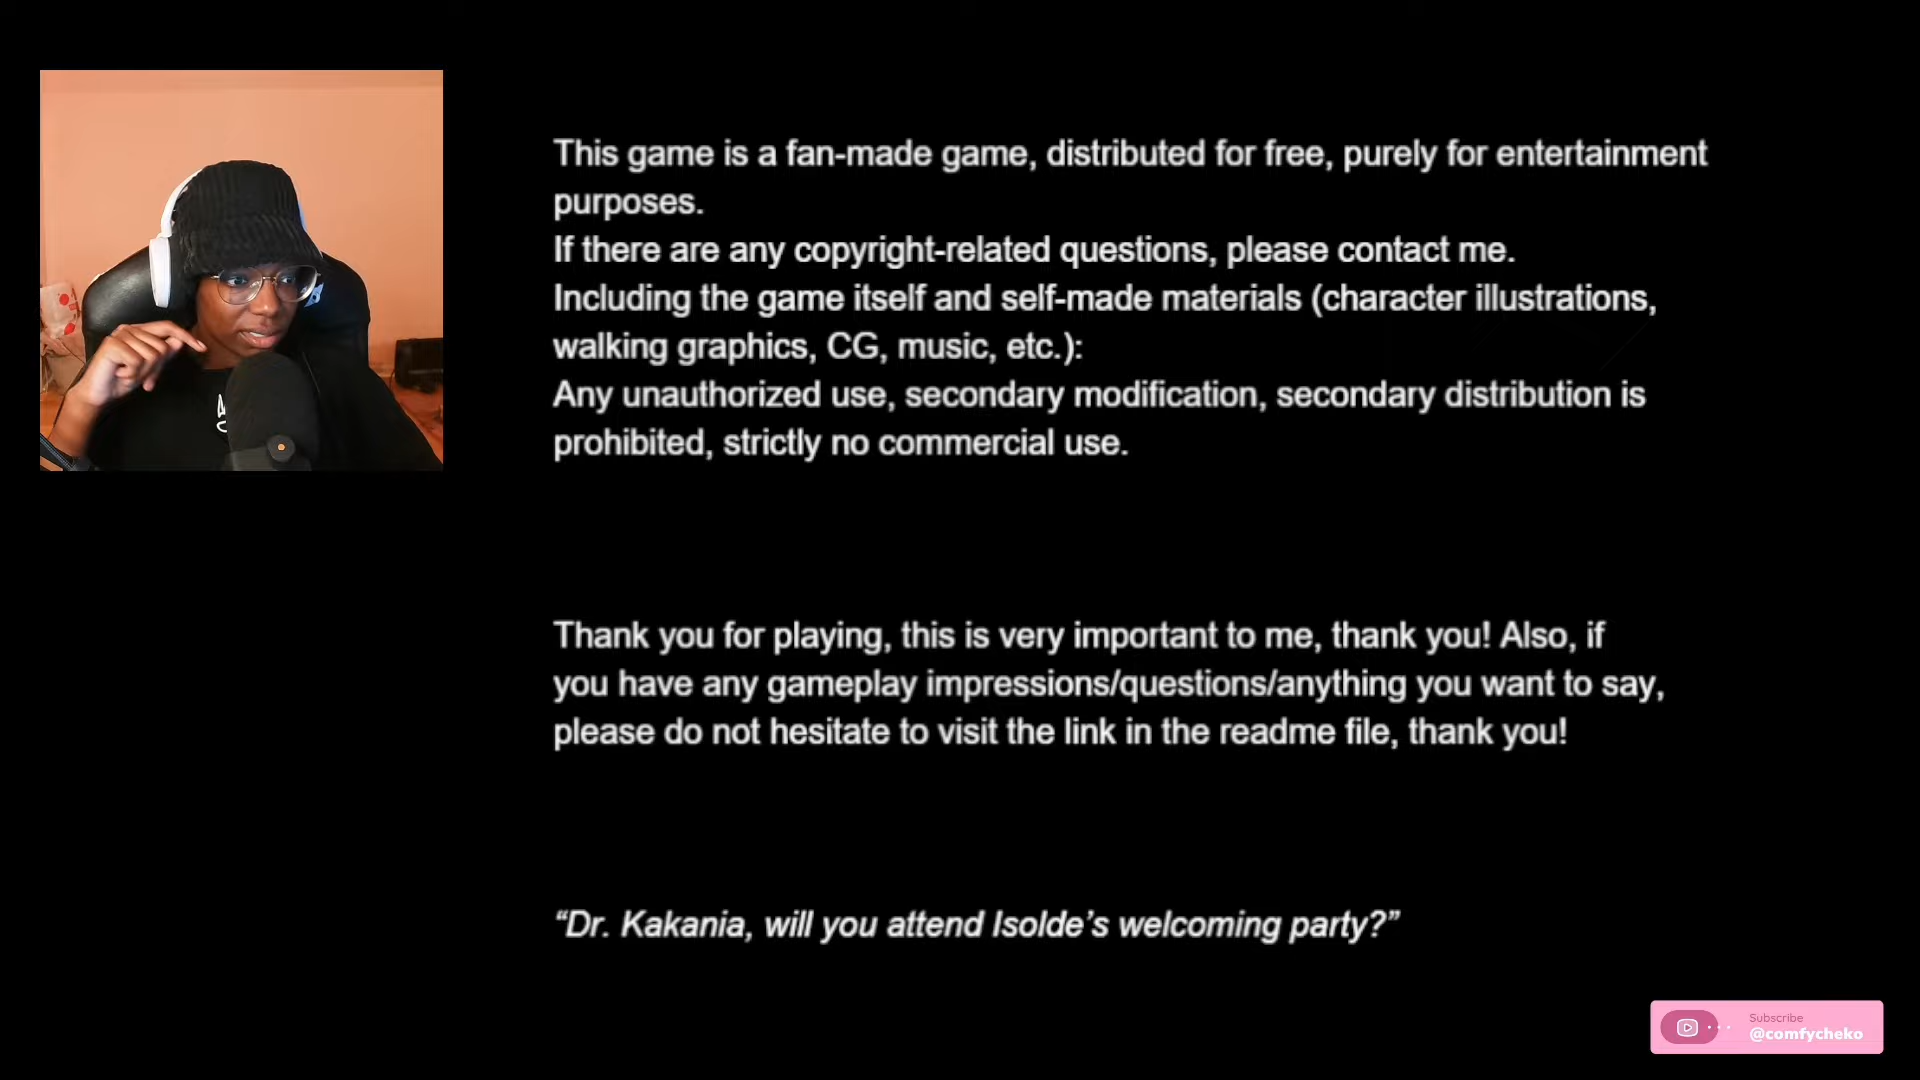 This game is a fan-made game, distributed for free, purely for entertainment
purposes.
If there are any copyright-related questions, please contact me.
Including the game itself and self-made materials (character illustrations,
walking graphics, CG, music, etc.):
Any unauthorized use, secondary modification, secondary distribution is
prohibited, strictly no commercial use.
Thank you for playing, this is very important to me, thank you! Also, if
you have any gameplay impressions/questions/anything you want to say,
please do not hesitate to visit the link in the readme file, thank you!
“Dr. Kakania, will you attend Isolde’s welcoming party?”
Subscribe
@comfycheko